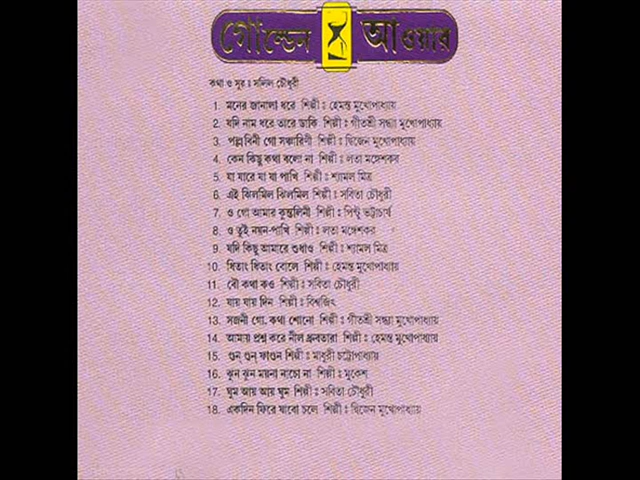 গোল্ডেন আওয়ার
কথা ও সুর : সলিল চৌধুরী
1. মনের জানালা ধরে শিল্পী : হেমন্ত মুখোপাধ্যায়
2. যদি নাম ধরে তারে ডাকি শিল্পী : গীতশ্রী সন্ধ্যা মুখোপাধ্যায়
3. পল্লবিনী গো সঞ্চারিণী শিল্পী : দ্বিজেন মুখোপাধ্যায়
4. কেন কিছু কথা বলো না শিল্পী : লতা মঙ্গেশকর
5. যা যারে যা যা পাখি শিল্পী : শ্যামল মিত্র
6. এই ঝিলমিল ঝিলমিল শিল্পী : সবিতা চৌধুরী
7. ও গো আমার কুন্তলিনী শিল্পী : পিন্টু ভট্টাচার্য
8. ও তুই নয়ন-পাখি শিল্পী : লতা মঙ্গেশকর
9. যদি কিছু আমারে শুধাও শিল্পী : শ্যামল মিত্র
10. ধিতাং ধিতাং বোলে শিল্পী : হেমন্ত মুখোপাধ্যায়
11. বৌ কথা কও শিল্পী : সবিতা চৌধুরী
12. যায় যায় দিন শিল্পী : বিশ্বজিৎ
13. সজনী গো, কথা শোনো শিল্পী : গীতশ্রী সন্ধ্যা মুখোপাধ্যায়
14. আমায় প্রশ্ন করে নীল ধ্রুবতারা শিল্পী : হেমন্ত মুখোপাধ্যায়
15. গুন্ গুন্ ফাগুন শিল্পী : মাধুরী চট্টোপাধ্যায়
16. ঝুন ঝুন ময়না নাচো না শিল্পী : মুকেশ
17. ঘুম আয় আয় ঘুম শিল্পী : সবিতা চৌধুরী
18. একদিন ফিরে যাবো চলে শিল্পী : দ্বিজেন মুখোপাধ্যায়